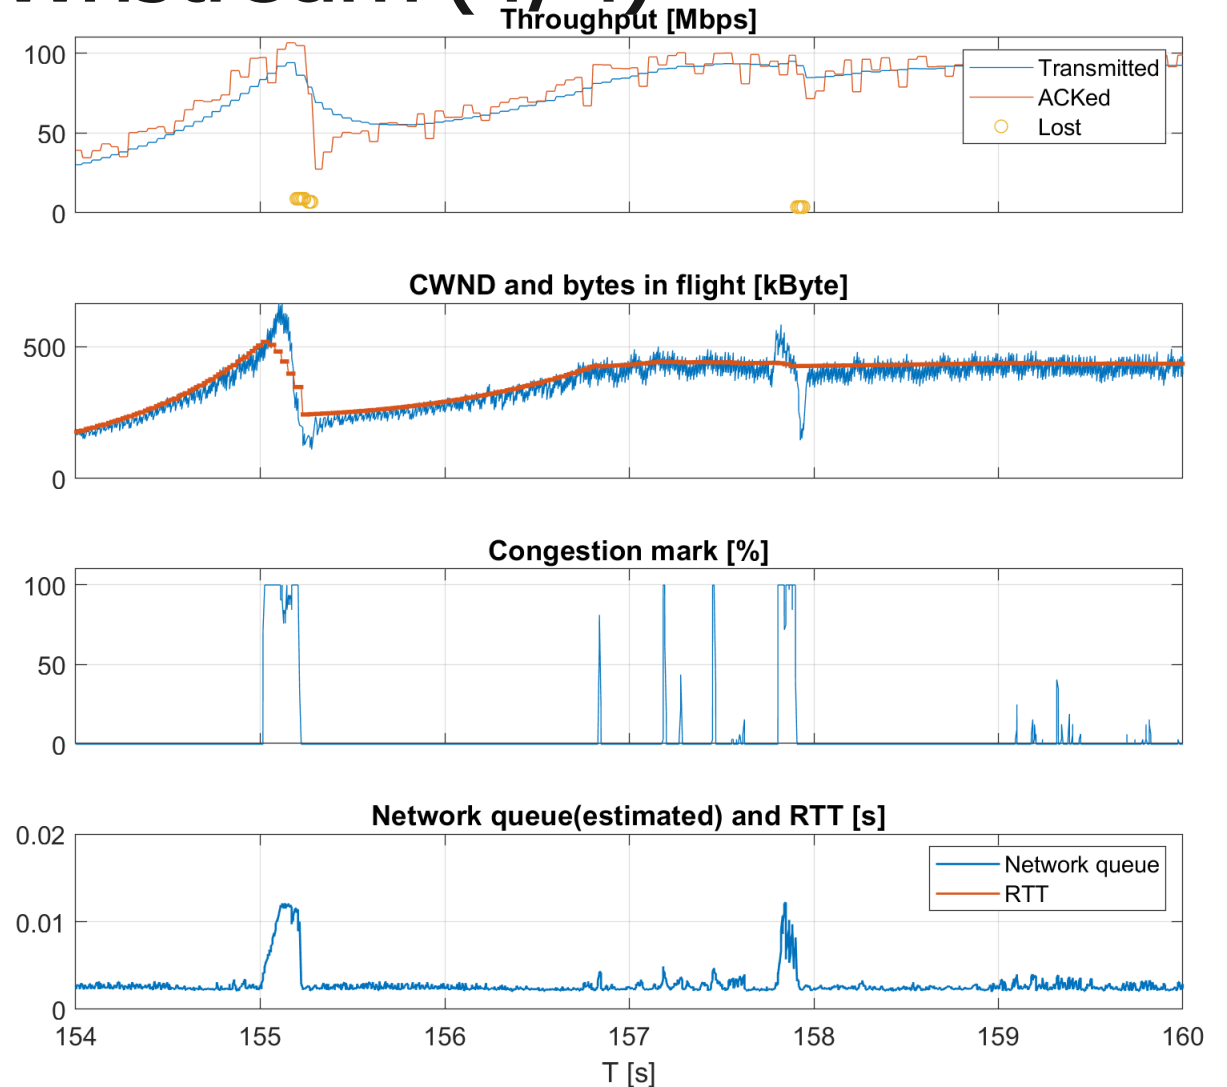 Throughput [Mbps]
100
50
0
Transmitted
ACKed
Lost
CWND and bytes in flight [kByte]
500
0
Congestion mark [%]
100
50
0
Network queue(estimated) and RTT [s]
0.02
0.01
0
Network queue
RTT
154 155 156 157 158 159 160
T [s]